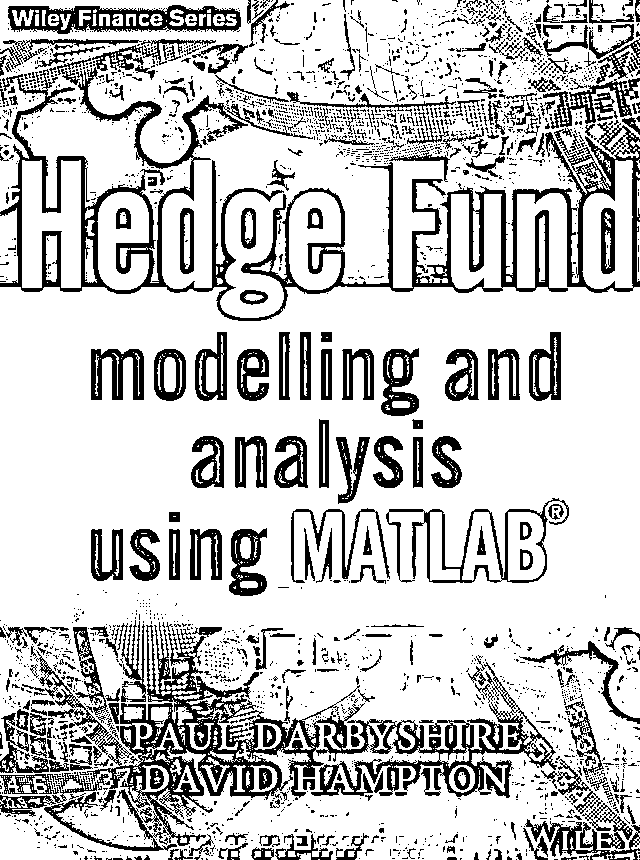 Wiley Finance Series
Hedge Fund
modelling and
analysis
using MATLAB®
PAUL DARBYSHIRE
DAVID HAMPTON
WILEY